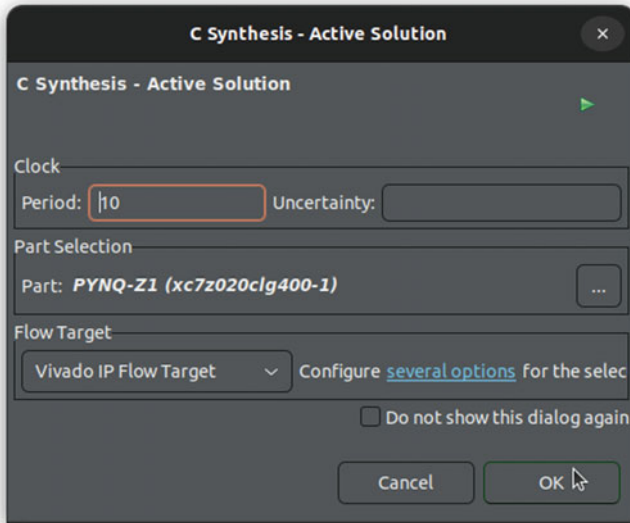 C Synthesis - Active Solution
C Synthesis - Active Solution
Clock
Period: 10 Uncertainty:
Part Selection
Part: PYNQ-Z1 (xc7z020clg400-1)
...
Flow Target
Vivado IP Flow Target Configure several options for the selec
Do not show this dialog again
Cancel OK